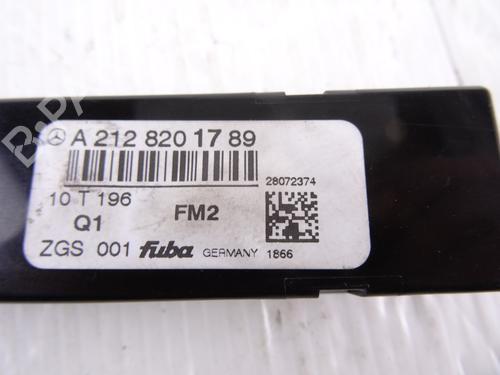 A 212 820 17 89
28072374
10 T 196
Q1
FM2
ZGS 001 fuba GERMANY 1866